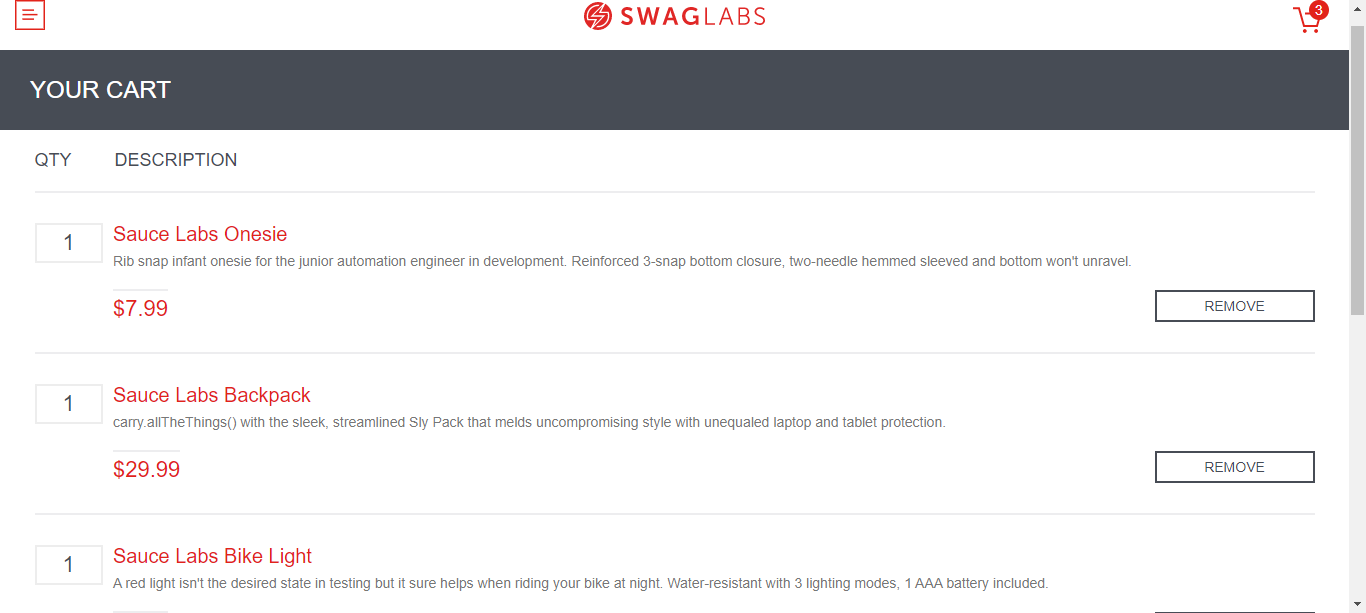 SWAGLABS
3
YOUR CART
QTY DESCRIPTION
1
Sauce Labs Onesie
Rib snap infant onesie for the junior automation engineer in development. Reinforced 3-snap bottom closure, two-needle hemmed sleeved and bottom won't unravel.
$7.99
REMOVE
1
Sauce Labs Backpack
carry.allTheThings() with the sleek, streamlined Sly Pack that melds uncompromising style with unequaled laptop and tablet protection.
$29.99
REMOVE
1
Sauce Labs Bike Light
A red light isn't the desired state in testing but it sure helps when riding your bike at night. Water-resistant with 3 lighting modes, 1 AAA battery included.